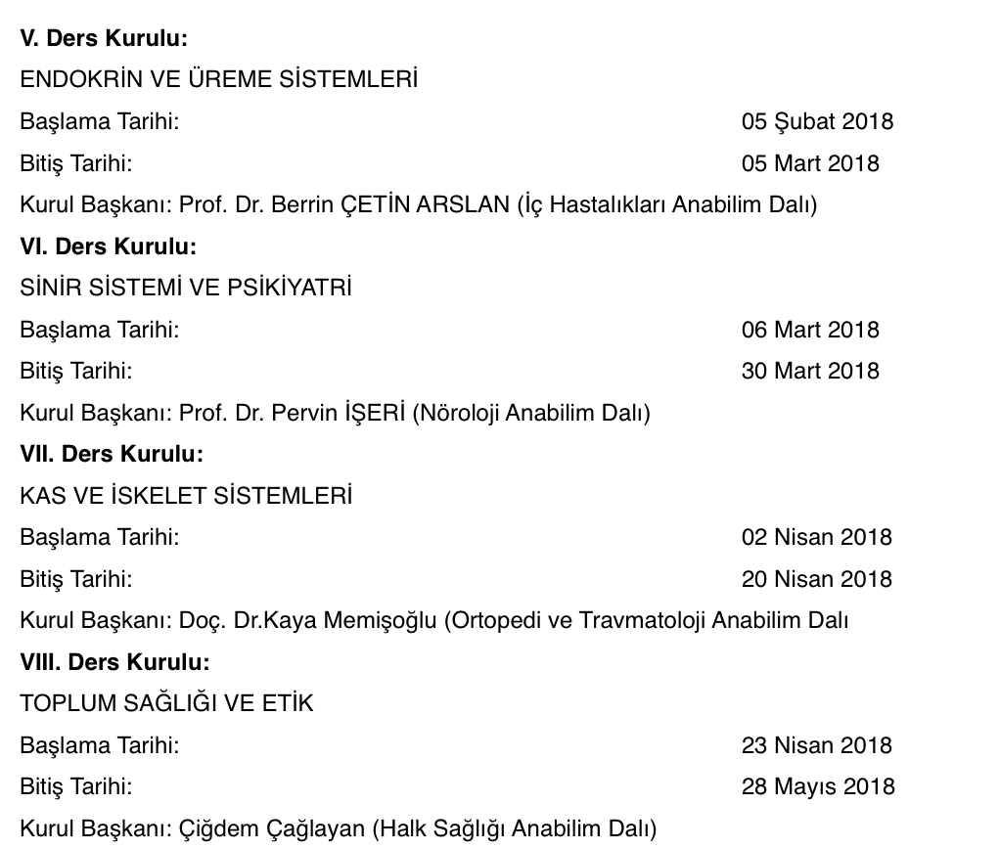 V. Ders Kurulu:
ENDOKRİN VE ÜREME SİSTEMLERİ
Başlama Tarihi: 05 Şubat 2018
Bitiş Tarihi: 05 Mart 2018
Kurul Başkanı: Prof. Dr. Berrin ÇETİN ARSLAN (İç Hastalıkları Anabilim Dalı)
VI. Ders Kurulu:
SİNİR SİSTEMİ VE PSİKİYATRİ
Başlama Tarihi: 06 Mart 2018
Bitiş Tarihi: 30 Mart 2018
Kurul Başkanı: Prof. Dr. Pervin İŞERİ (Nöroloji Anabilim Dalı)
VII. Ders Kurulu:
KAS VE İSKELET SİSTEMLERİ
Başlama Tarihi: 02 Nisan 2018
Bitiş Tarihi: 20 Nisan 2018
Kurul Başkanı: Doç. Dr.Kaya Memişoğlu (Ortopedi ve Travmatoloji Anabilim Dalı
VIII. Ders Kurulu:
TOPLUM SAĞLIĞI VE ETİK
Başlama Tarihi: 23 Nisan 2018
Bitiş Tarihi: 28 Mayıs 2018
Kurul Başkanı: Çiğdem Çağlayan (Halk Sağlığı Anabilim Dalı)